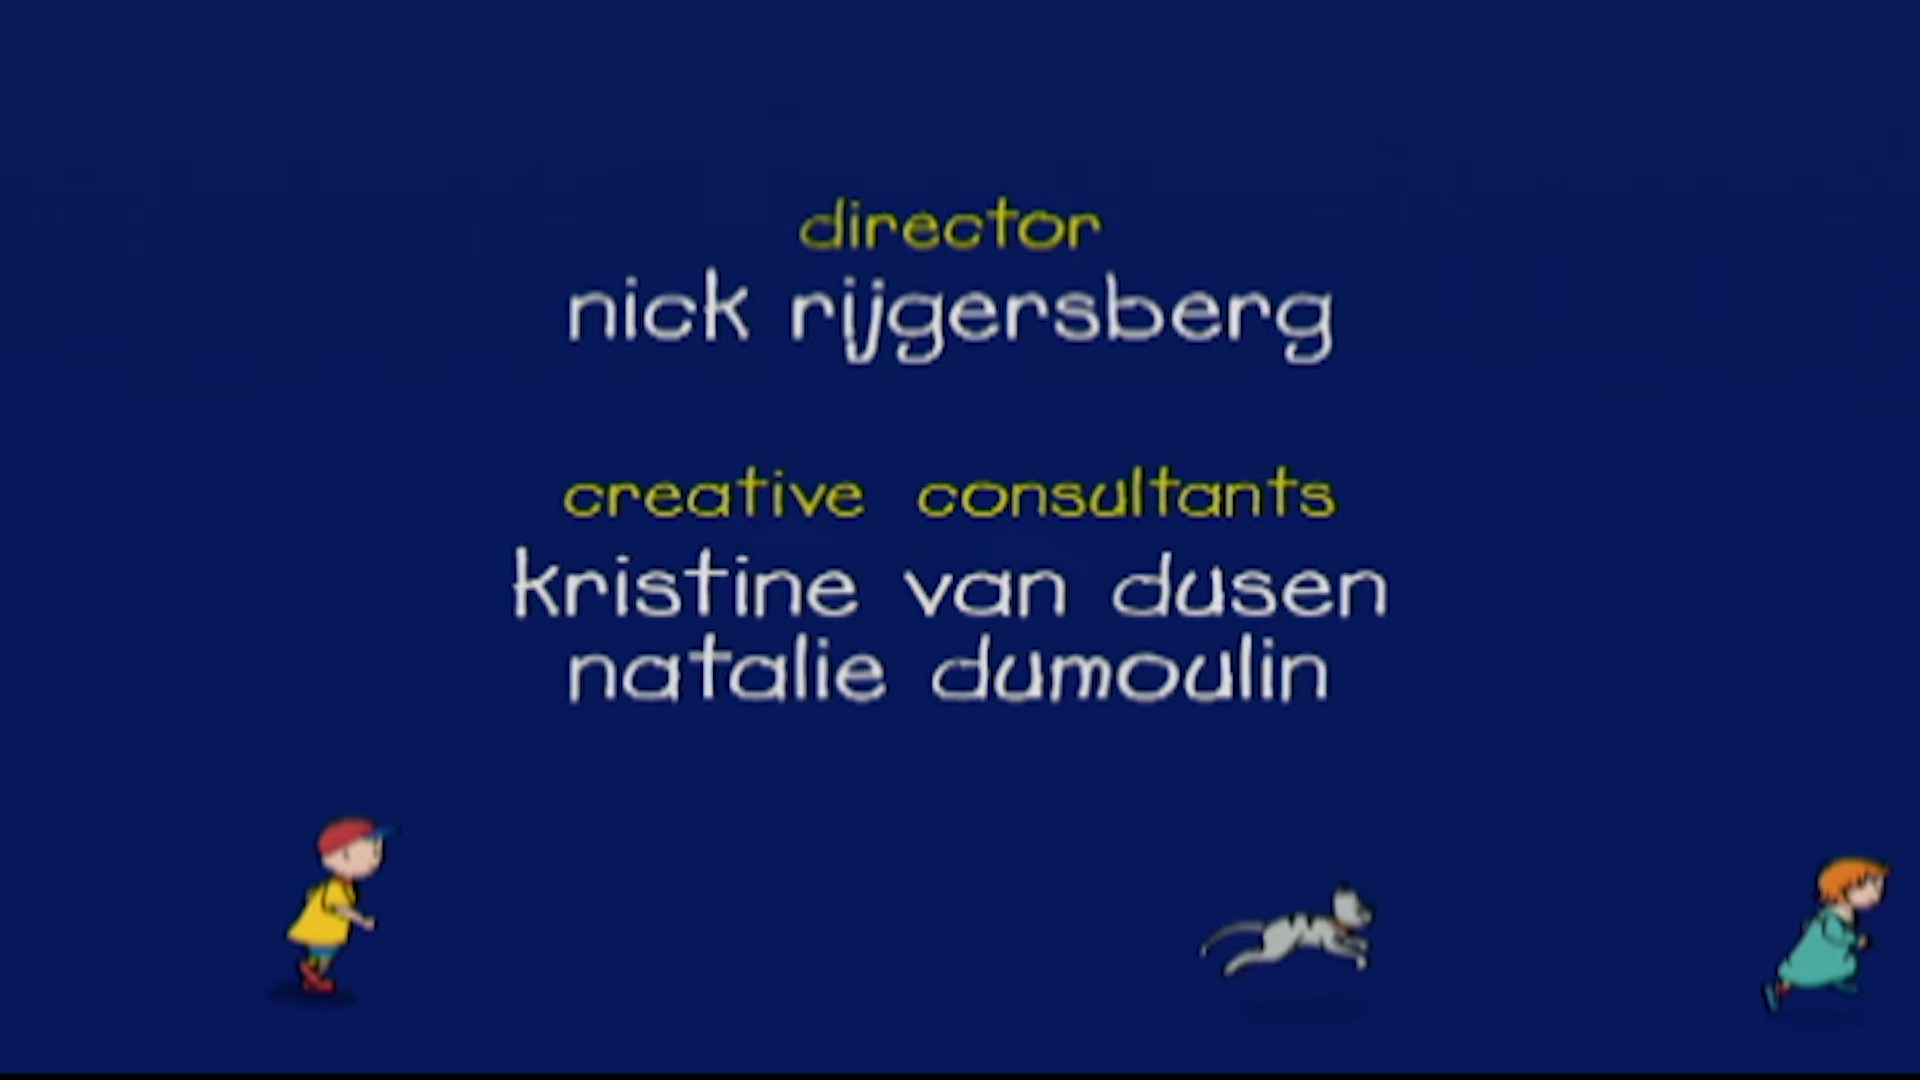 director
nick rijgersberg
creative consultants
kristine van dusen
natalie dumoulin